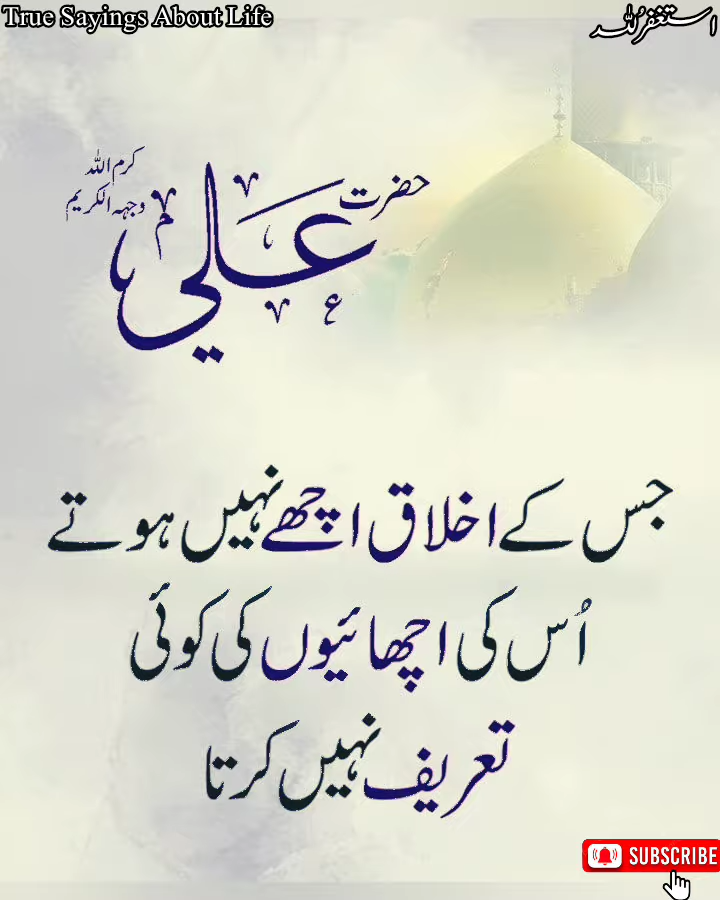 True Sayings About Life
استغفرُللہ
حضرت علی
کرم اللہ
وجہہ الکریم
جس کے اخلاق اچھے نہیں ہوتے
اُس کی اچھائیوں کی کوئی
تعریف نہیں کرتا
SUBSCRIBE